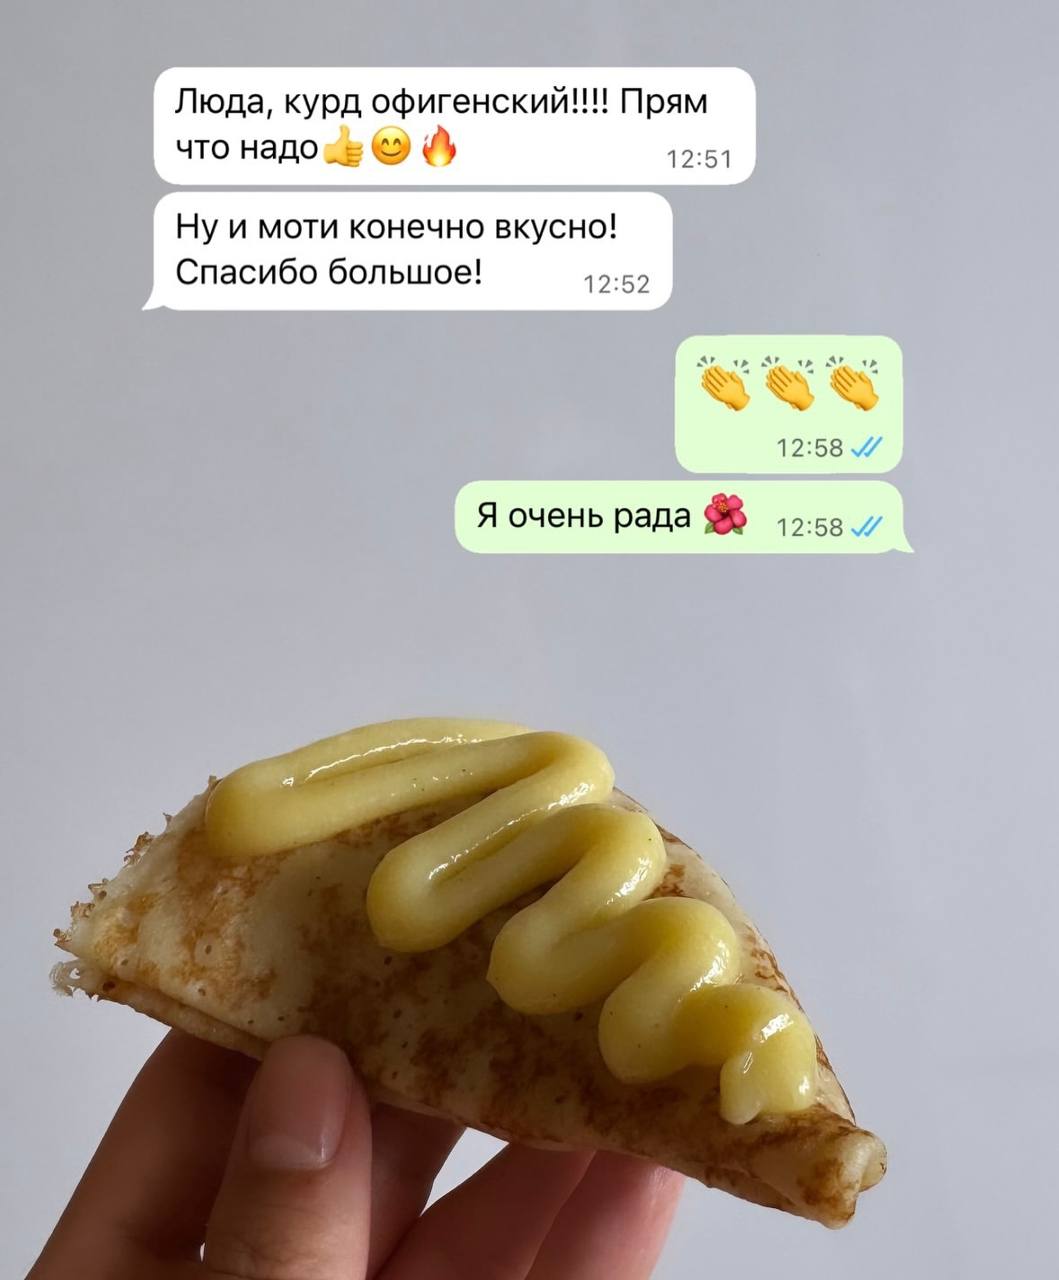 Люда, курд офигенский!!!! Прям
что надо👍😊🔥
12:51
Ну и моти конечно вкусно!
Спасибо большое!
12:52
👏👏👏
12:58
Я очень рада 🌺 12:58